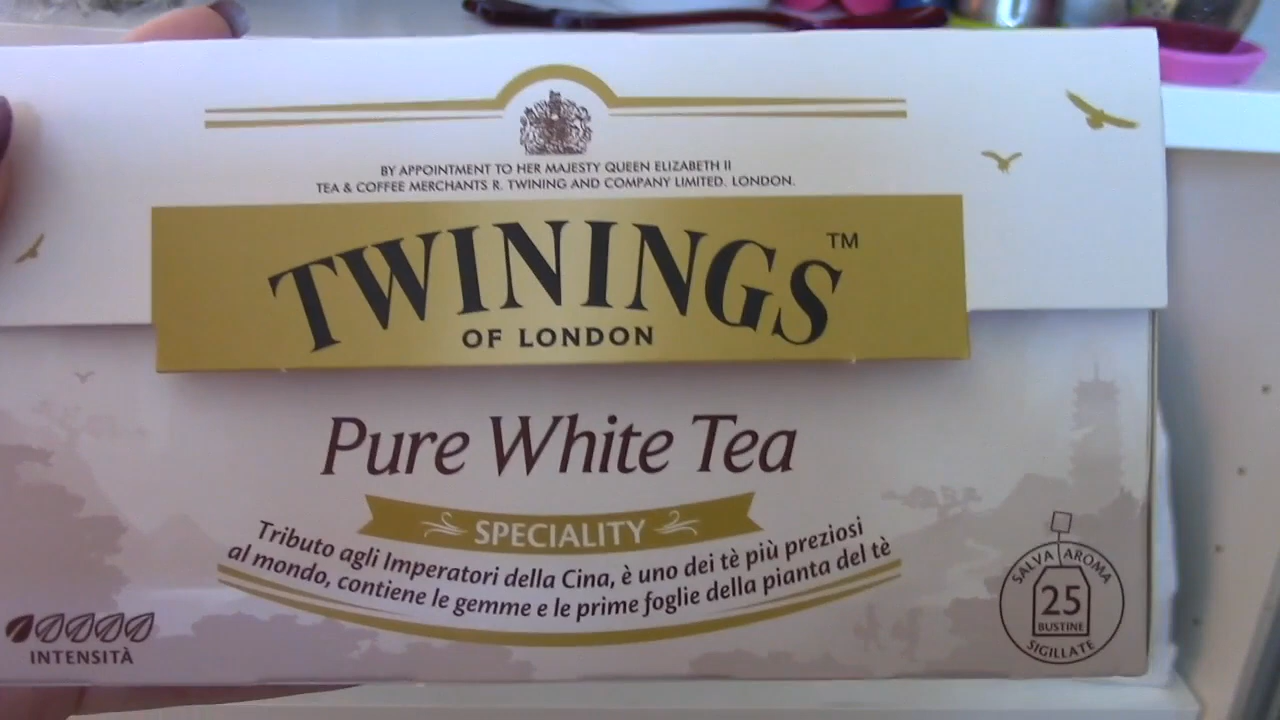 BY APPOINTMENT TO HER MAJESTY QUEEN ELIZABETH II
TEA & COFFEE MERCHANTS R. TWINING AND COMPANY LIMITED. LONDON.
TWININGS™
OF LONDON
Pure White Tea
SPECIALITY
Tributo agli Imperatori della Cina, è uno dei tè più preziosi
al mondo, contiene le gemme e le prime foglie della pianta del tè
INTENSITÀ
SALVA AROMA
25
BUSTINE
SIGILLATE